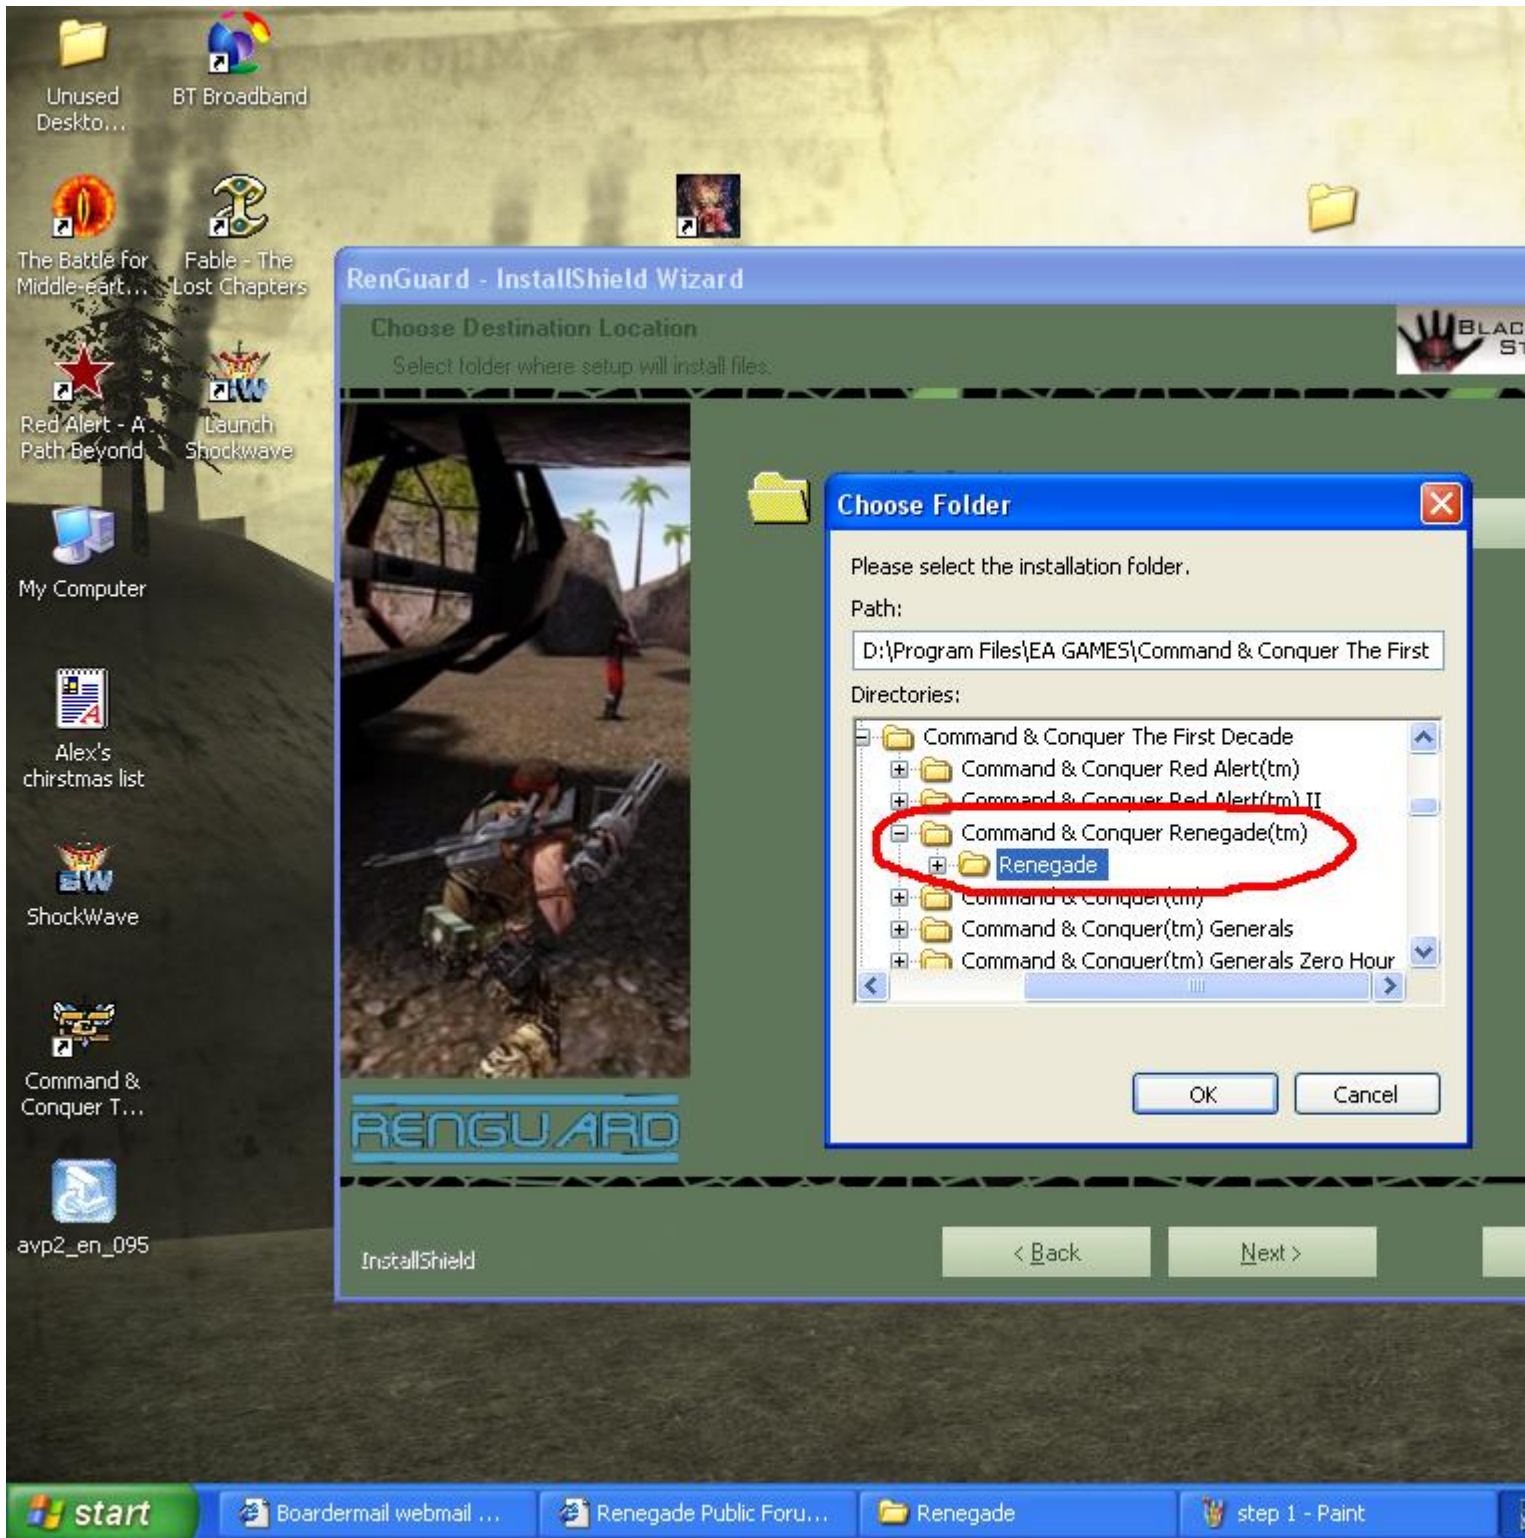 Unused
Deskto...
BT Broadband
The Battle for
Middle-eart...
Fable - The
Lost Chapters
Red Alert - A
Path Beyond
Launch
Shockwave
My Computer
Alex's
chirstmas list
ShockWave
Command &
Conquer T...
avp2_en_095
RenGuard - InstallShield Wizard
Choose Destination Location
Select folder where setup will install files.
BLAC
ST
Choose Folder
Please select the installation folder.
Path:
D:\Program Files\EA GAMES\Command & Conquer The First
Directories:
Command & Conquer The First Decade
Command & Conquer Red Alert(tm)
Command & Conquer Red Alert(tm) II
Command & Conquer Renegade(tm)
Renegade
Command & Conquer(tm)
Command & Conquer(tm) Generals
Command & Conquer(tm) Generals Zero Hour
OK
Cancel
RENGUARD
InstallShield
< Back
Next >
start
Boardermail webmail ...
Renegade Public Foru...
Renegade
step 1 - Paint